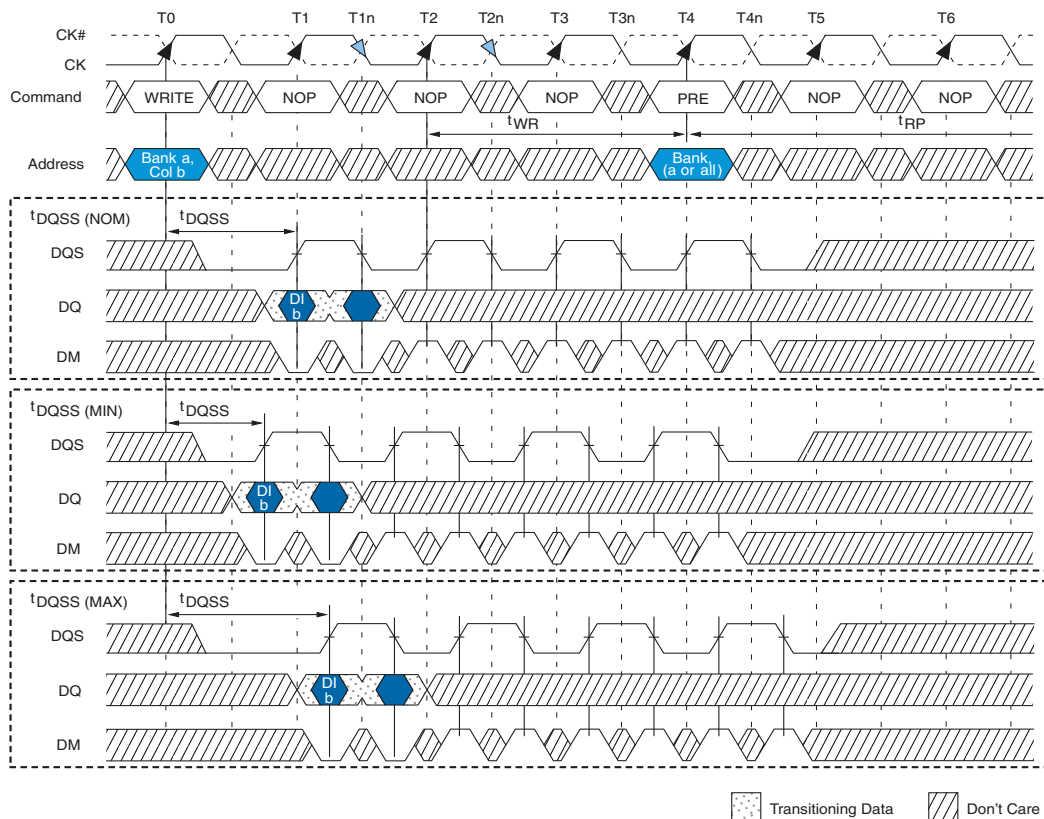 T0 T1 T1n T2 T2n T3 T3n T4 T4n T5 T6
CK#
CK
Command WRITE NOP NOP NOP PRE NOP NOP
tWR tRP
Address Bank a, Col b Bank, (a or all)
tDQSS (NOM) tDQSS
DQS
DQ DI b
DM
tDQSS (MIN) tDQSS
DQS
DQ DI b
DM
tDQSS (MAX) tDQSS
DQS
DQ DI b
DM
Transitioning Data Don't Care